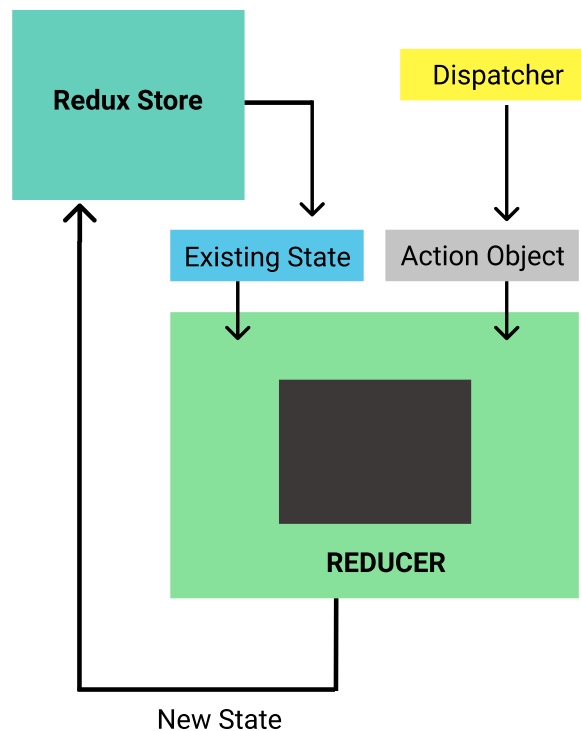 Redux Store
Dispatcher
Existing State
Action Object
REDUCER
New State